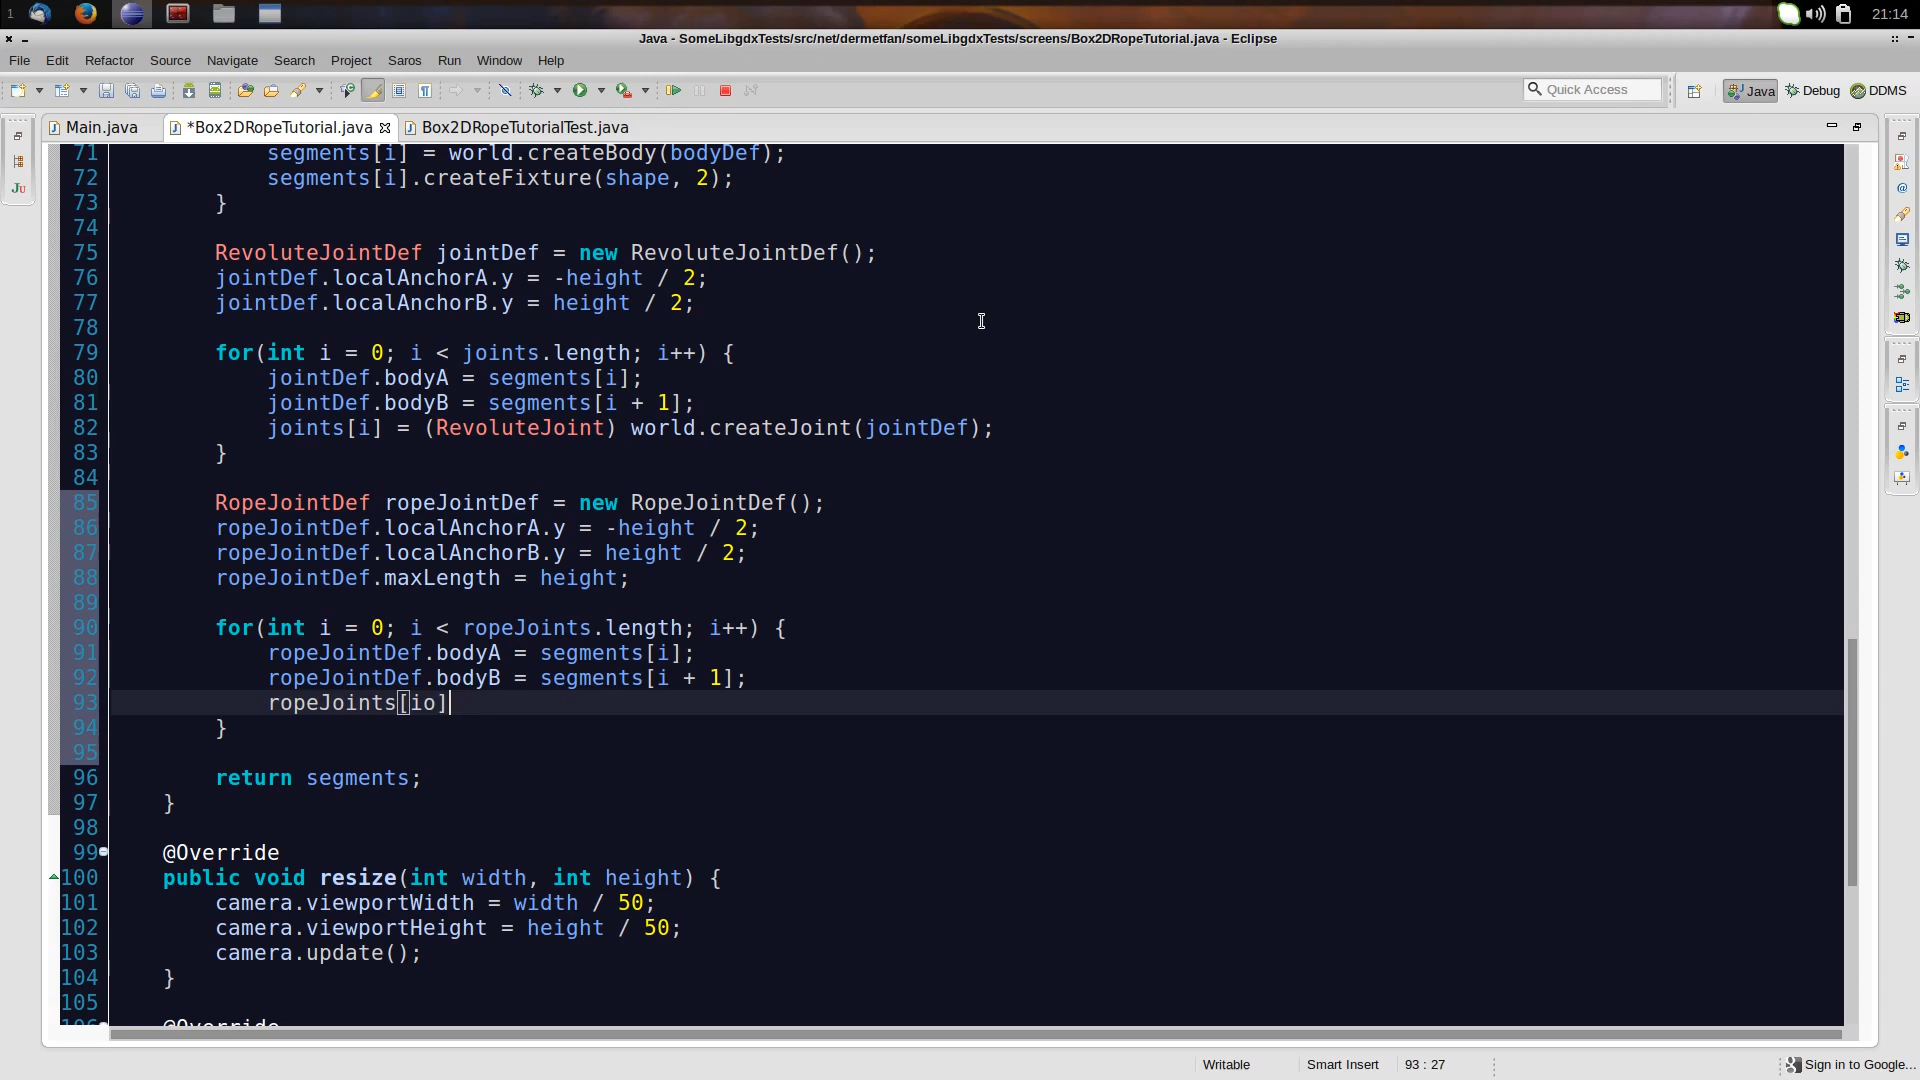 1
21:14
Java - SomeLibgdxTests/src/net/dermetfan/someLibgdxTests/screens/Box2DRopeTutorial.java - Eclipse
File Edit Refactor Source Navigate Search Project Saros Run Window Help
Quick Access
Java Debug DDMS
Main.java *Box2DRopeTutorial.java Box2DRopeTutorialTest.java
71 segments[i] = world.createBody(bodyDef);
72 segments[i].createFixture(shape, 2);
73 }
74
75 RevoluteJointDef jointDef = new RevoluteJointDef();
76 jointDef.localAnchorA.y = -height / 2;
77 jointDef.localAnchorB.y = height / 2;
78
79 for(int i = 0; i < joints.length; i++) {
80 jointDef.bodyA = segments[i];
81 jointDef.bodyB = segments[i + 1];
82 joints[i] = (RevoluteJoint) world.createJoint(jointDef);
83 }
84
85 RopeJointDef ropeJointDef = new RopeJointDef();
86 ropeJointDef.localAnchorA.y = -height / 2;
87 ropeJointDef.localAnchorB.y = height / 2;
88 ropeJointDef.maxLength = height;
89
90 for(int i = 0; i < ropeJoints.length; i++) {
91 ropeJointDef.bodyA = segments[i];
92 ropeJointDef.bodyB = segments[i + 1];
93 ropeJoints[io]
94 }
95
96 return segments;
97 }
98
99 @Override
100 public void resize(int width, int height) {
101 camera.viewportWidth = width / 50;
102 camera.viewportHeight = height / 50;
103 camera.update();
104 }
105
106 @Override
Writable Smart Insert 93 : 27 Sign in to Google...